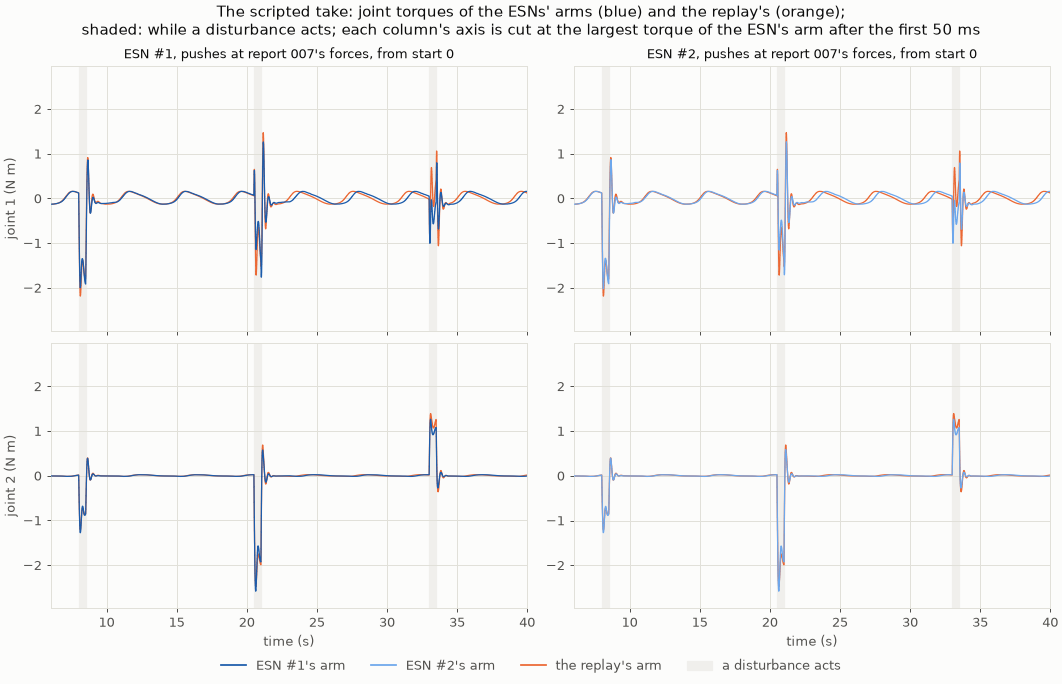 The scripted take: joint torques of the ESNs' arms (blue) and the replay's (orange);
shaded: while a disturbance acts; each column's axis is cut at the largest torque of the ESN's arm after the first 50 ms
ESN #1, pushes at report 007's forces, from start 0
ESN #2, pushes at report 007's forces, from start 0
joint 1 (N m)
2
1
0
−1
−2
2
1
0
−1
−2
joint 2 (N m)
2
1
0
−1
−2
2
1
0
−1
−2
10 15 20 25 30 35 40
10 15 20 25 30 35 40
time (s)
time (s)
ESN #1's arm ESN #2's arm the replay's arm a disturbance acts